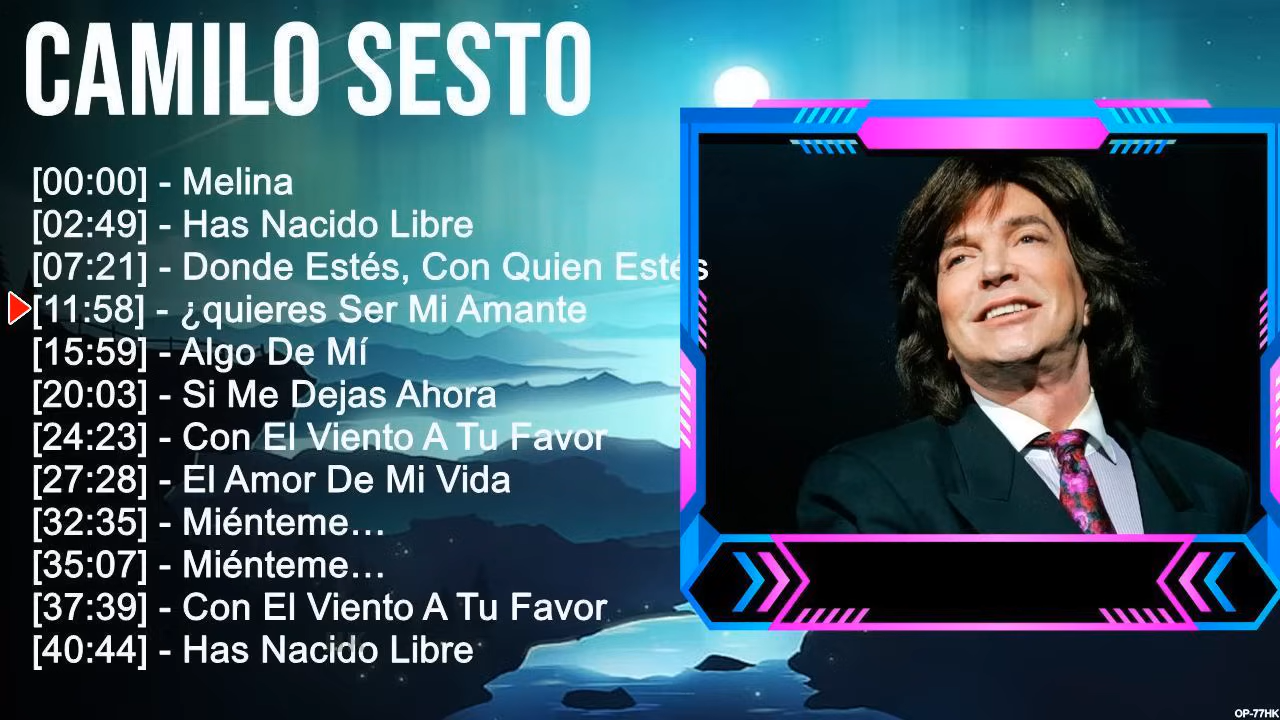 CAMILO SESTO
[00:00] - Melina
[02:49] - Has Nacido Libre
[07:21] - Donde Estés, Con Quien Estés
[11:58] - ¿quieres Ser Mi Amante
[15:59] - Algo De Mí
[20:03] - Si Me Dejas Ahora
[24:23] - Con El Viento A Tu Favor
[27:28] - El Amor De Mi Vida
[32:35] - Miénteme...
[35:07] - Miénteme...
[37:39] - Con El Viento A Tu Favor
[40:44] - Has Nacido Libre
OP-77HK